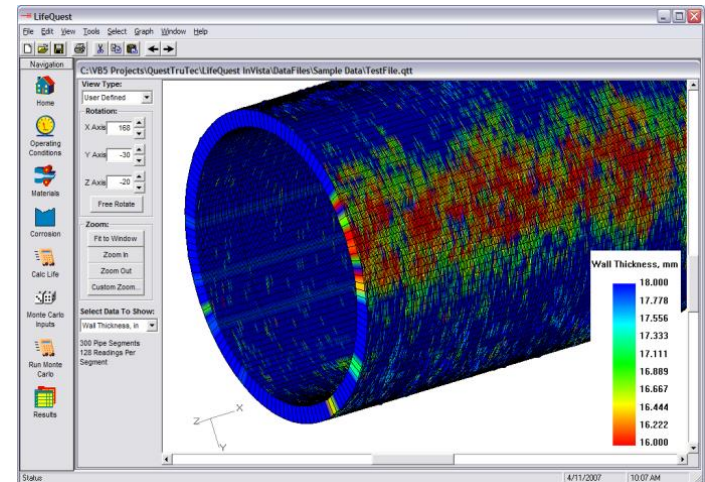 LifeQuest
File Edit View Tools Select Graph Window Help
Navigation
Home
Operating
Conditions
Materials
Corrosion
Calc Life
Monte Carlo
Inputs
Run Monte
Carlo
Results
C:\VB5 Projects\QuestTruTec\LifeQuest InVista\DataFiles\Sample Data\TestFile.qtt
View Type:
User Defined
Rotation:
X Axis 168
Y Axis -30
Z Axis -20
Free Rotate
Zoom:
Fit to Window
Zoom In
Zoom Out
Custom Zoom...
Select Data To Show:
Wall Thickness, in
300 Pipe Segments
128 Readings Per
Segment
Z X
Y
Wall Thickness, mm
18.000
17.778
17.556
17.333
17.111
16.889
16.667
16.444
16.222
16.000
Status 4/11/2007 10:07 AM